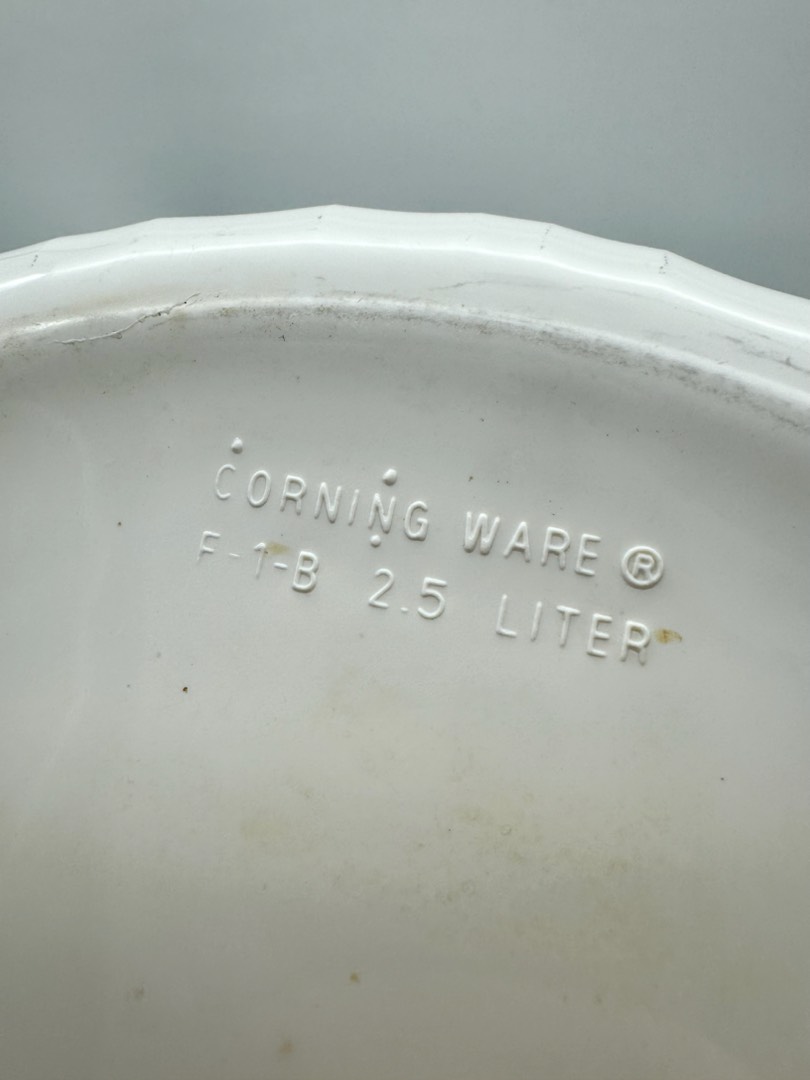 CORNING WARE ®
F-1-B 2.5 LITER